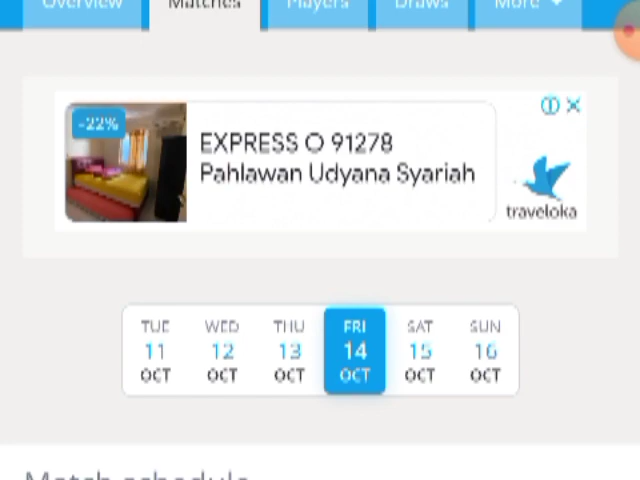 Overview Matches Players Draws More
-22%
EXPRESS O 91278
Pahlawan Udyana Syariah
traveloka
TUE WED THU FRI SAT SUN
11 12 13 14 15 16
OCT OCT OCT OCT OCT OCT
Match schedule